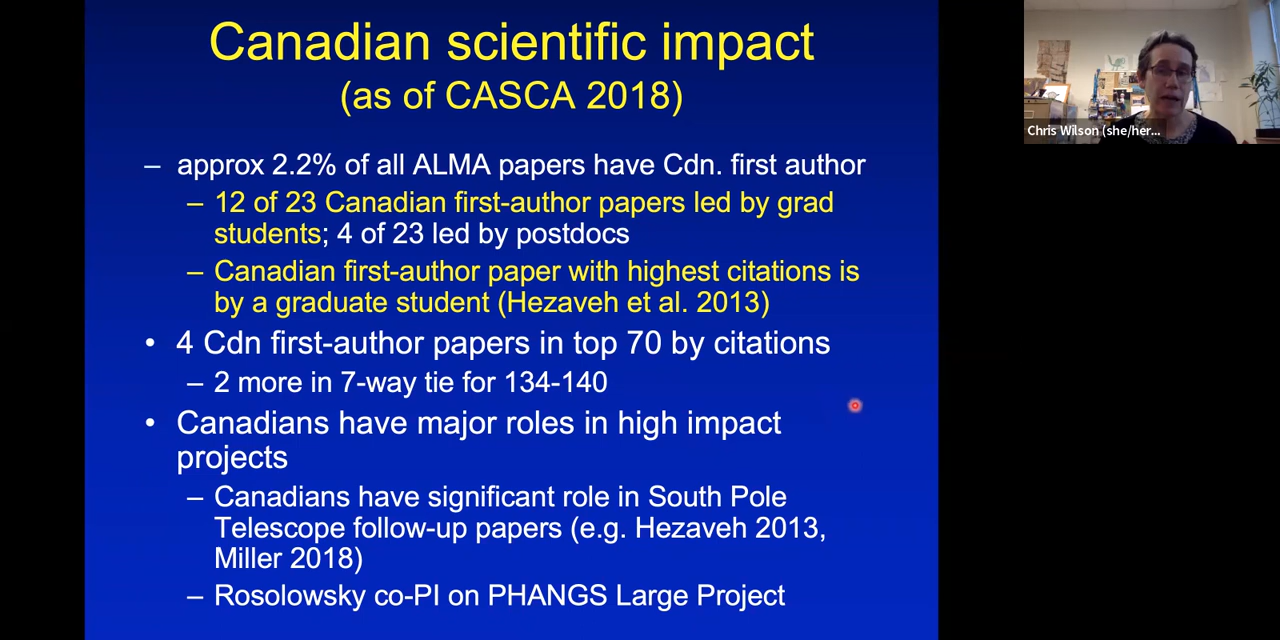 Canadian scientific impact
(as of CASCA 2018)
– approx 2.2% of all ALMA papers have Cdn. first author
– 12 of 23 Canadian first-author papers led by grad
students; 4 of 23 led by postdocs
– Canadian first-author paper with highest citations is
by a graduate student (Hezaveh et al. 2013)
• 4 Cdn first-author papers in top 70 by citations
– 2 more in 7-way tie for 134-140
• Canadians have major roles in high impact
projects
– Canadians have significant role in South Pole
Telescope follow-up papers (e.g. Hezaveh 2013,
Miller 2018)
– Rosolowsky co-PI on PHANGS Large Project
Chris Wilson (she/her...